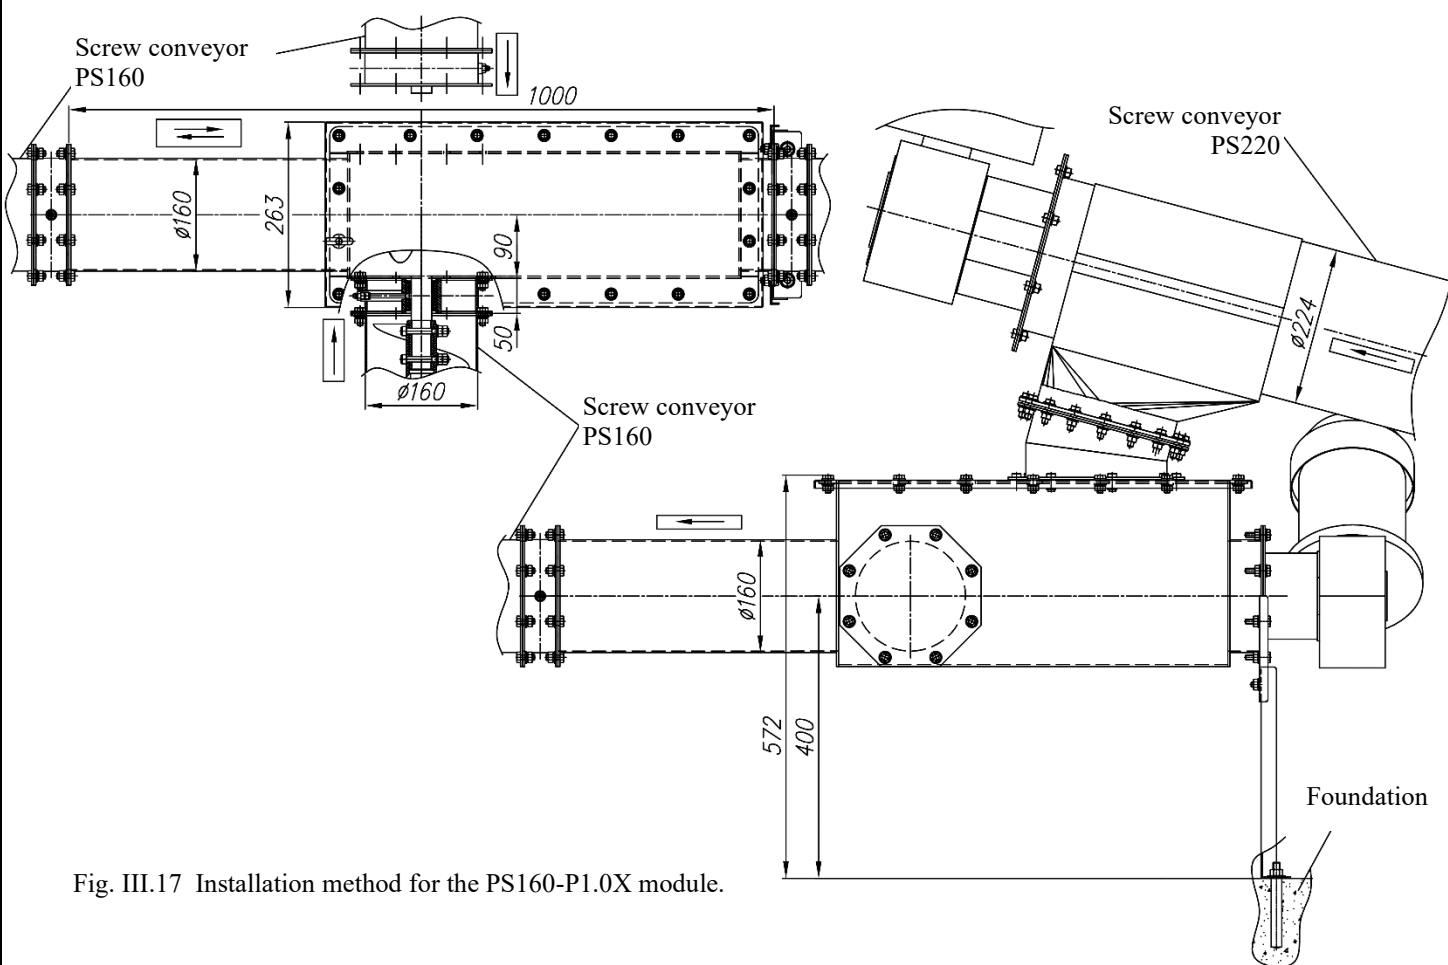 Screw conveyor
PS160
1000
Screw conveyor
PS220
ø160
263
90
50
ø160
ø224
Screw conveyor
PS160
ø160
572
400
Foundation
Fig. III.17 Installation method for the PS160-P1.0X module.